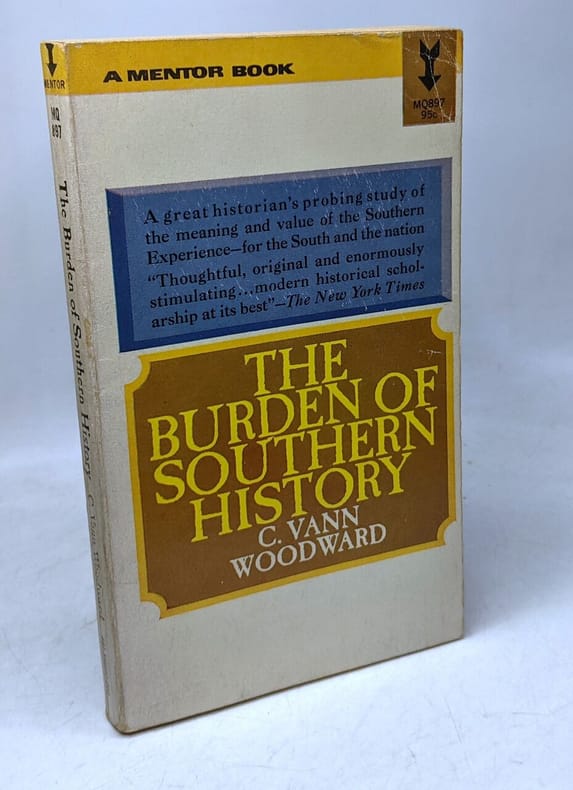 A MENTOR BOOK
MQ897
95c
MENTOR
MQ
897
The Burden of Southern History C. Vann Woodward
A great historian's probing study of
the meaning and value of the Southern
Experience—for the South and the nation
"Thoughtful, original and enormously
stimulating...modern historical schol-
arship at its best"—The New York Times
THE
BURDEN OF
SOUTHERN
HISTORY
C. VANN
WOODWARD